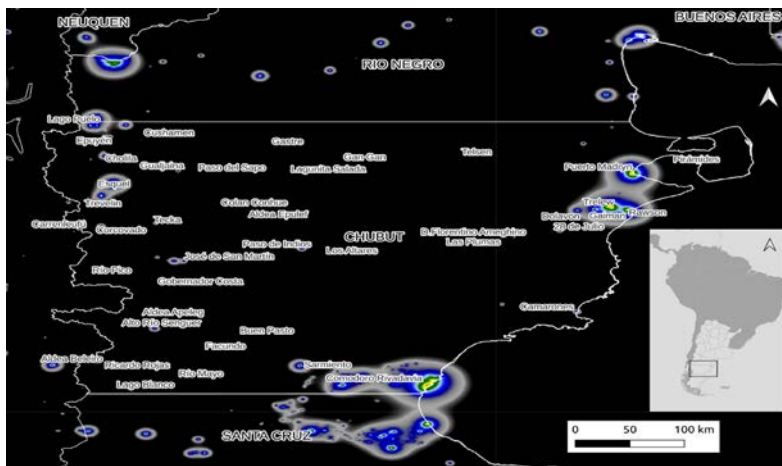 NEUQUEN
BUENOS AIRES
RIO NEGRO
Lago Puelo
Epuyén
Cushamen
Cholila
Gualjaina
Gastre
Paso del Sapo
Lagunita Salada
Gan Gan
Telsen
Puerto Madryn
Pirámides
Esquel
Trevelin
Colan Conhue
Aldea Epulef
Trelew
Dolavon
Gaiman
Rawson
28 de Julio
Carrenleufú
Corcovado
Tecka
Paso de Indios
CHUBUT
D.Florentino Ameghino
Las Plumas
Los Altares
José de San Martín
Río Pico
Gobernador Costa
Camarones
Aldea Apeleg
Alto Río Senguer
Buen Pasto
Facundo
Aldea Beleiro
Ricardo Rojas
Río Mayo
Sarmiento
Comodoro Rivadavia
Lago Blanco
SANTA CRUZ
0 50 100 km